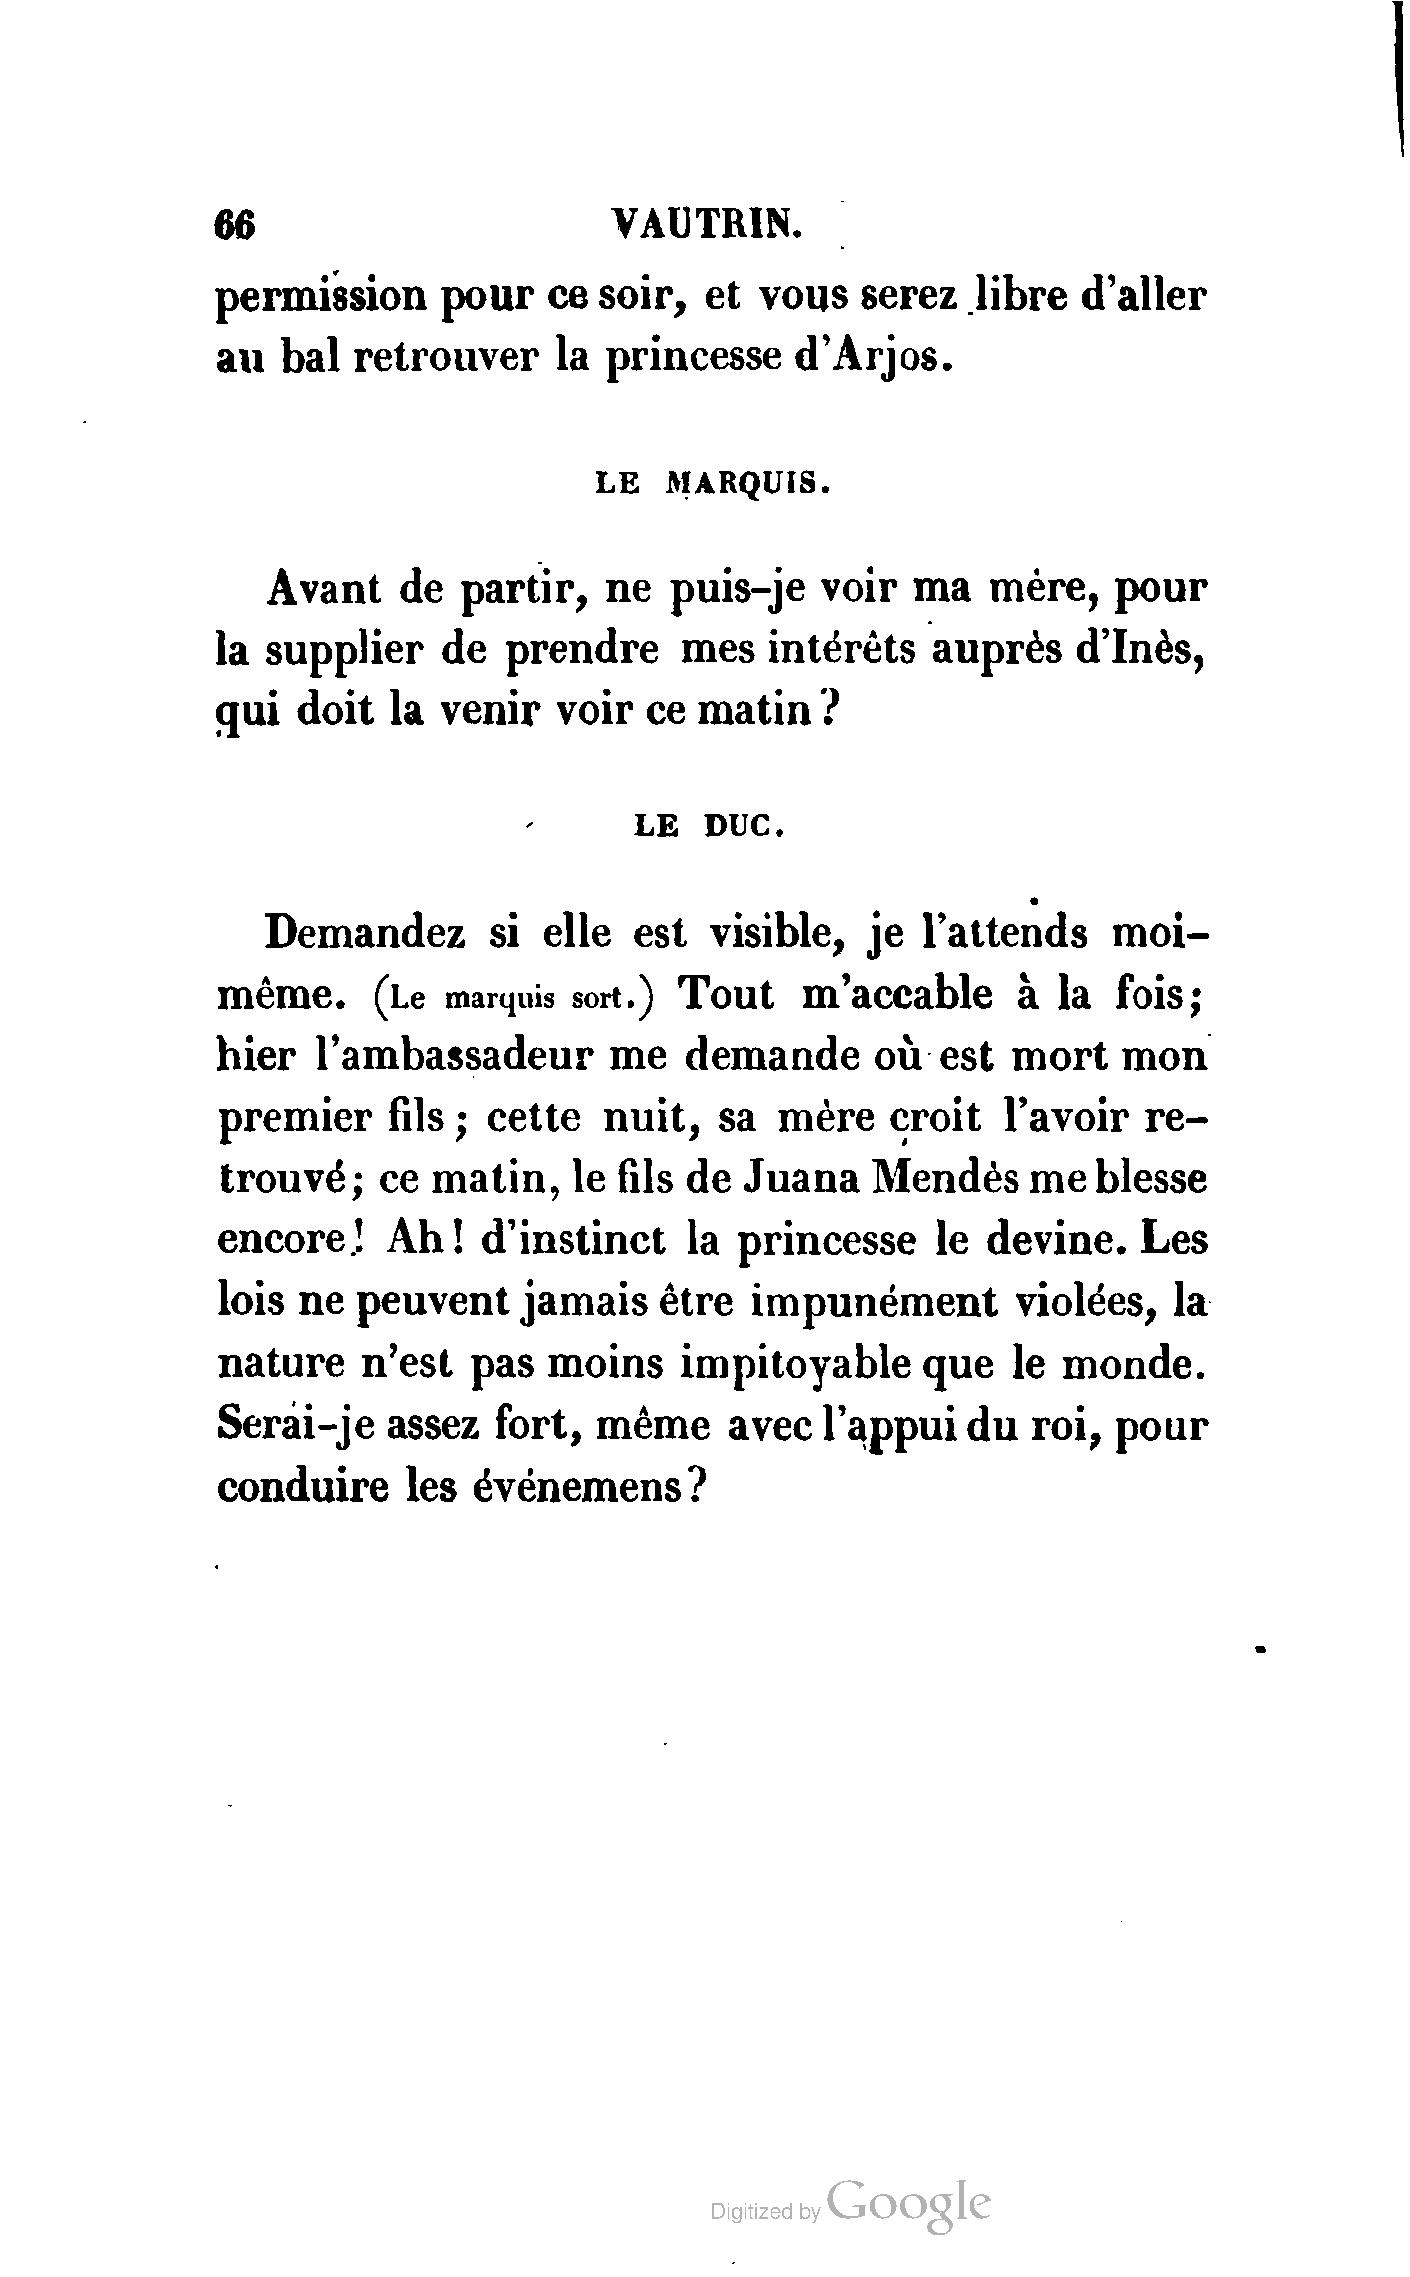 66 VAUTRIN.
permission pour ce soir, et vous serez libre d'aller
au bal retrouver la princesse d'Arjos.
LE MARQUIS.
Avant de partir, ne puis-je voir ma mère, pour
la supplier de prendre mes intérêts auprès d'Inès,
qui doit la venir voir ce matin ?
LE DUC.
Demandez si elle est visible, je l'attends moi-
même. (Le marquis sort.) Tout m'accable à la fois;
hier l'ambassadeur me demande où est mort mon
premier fils ; cette nuit, sa mère croit l'avoir re-
trouvé; ce matin, le fils de Juana Mendès me blesse
encore! Ah! d'instinct la princesse le devine. Les
lois ne peuvent jamais être impunément violées, la
nature n'est pas moins impitoyable que le monde.
Serai-je assez fort, même avec l'appui du roi, pour
conduire les événemens?
Digitized by Google